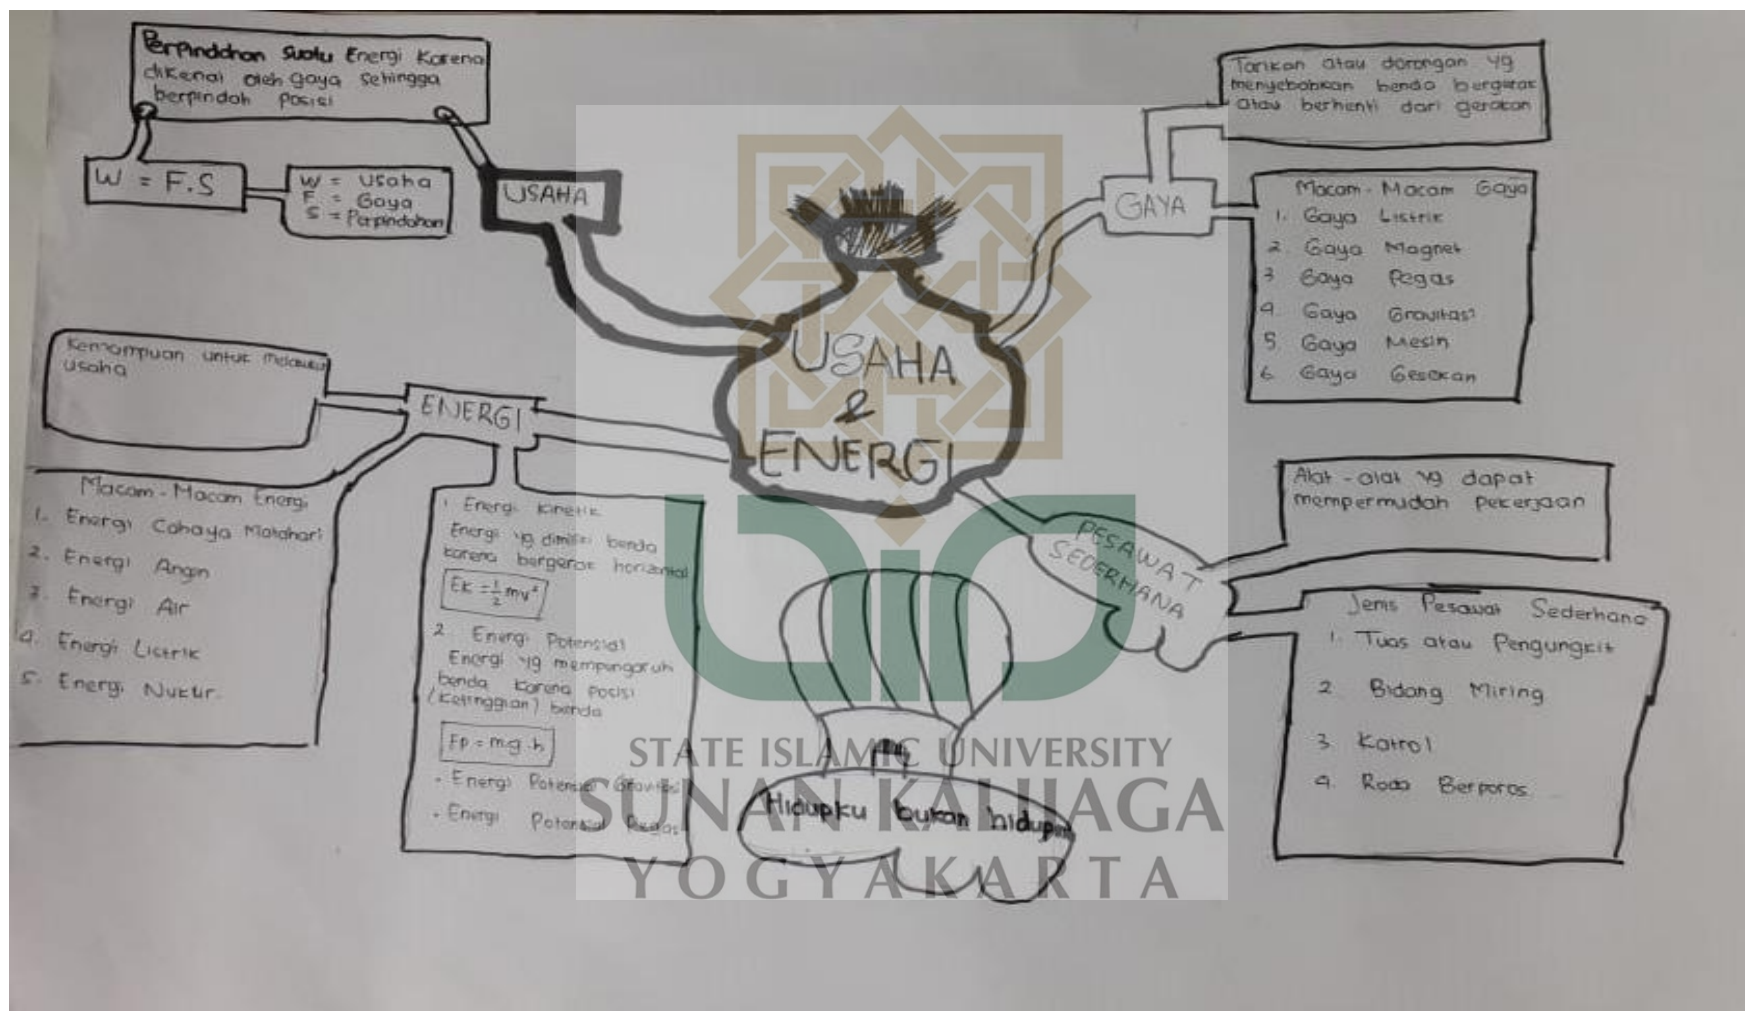 Perpindahan suatu Energi Karena
dikenai oleh gaya sehingga
berpindah posisi
W = F.S
W = Usaha
F = Gaya
S = Perpindahan
USAHA
USAHA
&
ENERGI
GAYA
Tarikan atau dorongan yg
menyebabkan benda bergerak
atau berhenti dari gerakan
Macam-Macam Gaya
1. Gaya Listrik
2. Gaya Magnet
3 Gaya Pegas
4. Gaya Gravitasi
5. Gaya Mesin
6 Gaya Gesekan
Kemampuan untuk
usaha
ENERGI
Macam-Macam Energi
1. Energi Cahaya Matahari
2. Energi Angin
3. Energi Air
4. Energi Listrik
5. Energi Nuklir.
1 Energi Kinetik
Energi yg dimiliki benda
karena bergerak horizontal
EK = 1/2 mv²
2. Energi Potensial
Energi yg mempungaruh
benda karena posisi
(Ketinggian) benda
Ep = m.g.h
- Energi Potensial Gravitasi
- Energi Potensial Pegas
PESAWAT
SEDERHANA
Alat-alat yg dapat
mempermudah pekerjaan
Jenis Pesawat Sederhana
1. Tuas atau Pengungkit
2 Bidang Miring
3 Katrol
4. Roda Berporos.
Hidupku bukan
STATE ISLAMIC UNIVERSITY
SUNAN KALIJAGA
YOGYAKARTA